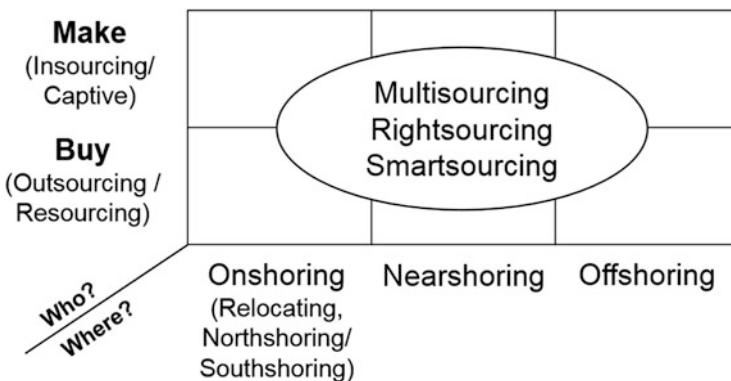 Make
(Insourcing/
Captive)
Buy
(Outsourcing /
Resourcing)
Multisourcing
Rightsourcing
Smartsourcing
Who?
Where?
Onshoring
(Relocating,
Northshoring/
Southshoring)
Nearshoring
Offshoring